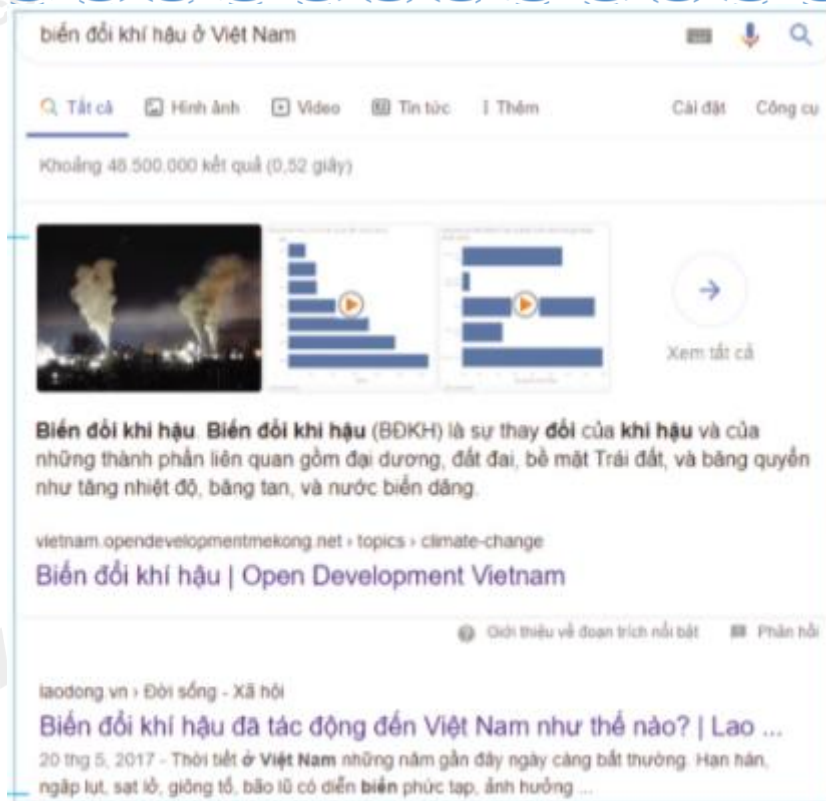 biến đổi khí hậu ở Việt Nam
Tất cả Hình ảnh Video Tin tức Thêm Cài đặt Công cụ
Khoảng 48.500.000 kết quả (0,52 giây)
Xem tất cả
Biến đổi khí hậu. Biến đổi khí hậu (BĐKH) là sự thay đổi của khí hậu và của
những thành phần liên quan gồm đại dương, đất đai, bề mặt Trái đất, và băng quyển
như tăng nhiệt độ, băng tan, và nước biển dâng.
vietnam.opendevelopmentmekong.net › topics › climate-change
Biến đổi khí hậu | Open Development Vietnam
Giới thiệu về đoạn trích nổi bật Phản hồi
laodong.vn › Đời sống - Xã hội
Biến đổi khí hậu đã tác động đến Việt Nam như thế nào? | Lao ...
20 thg 5, 2017 - Thời tiết ở Việt Nam những năm gần đây ngày càng bất thường. Hạn hán,
ngập lụt, sạt lở, giông tố, bão lũ có diễn biến phức tạp, ảnh hưởng ...